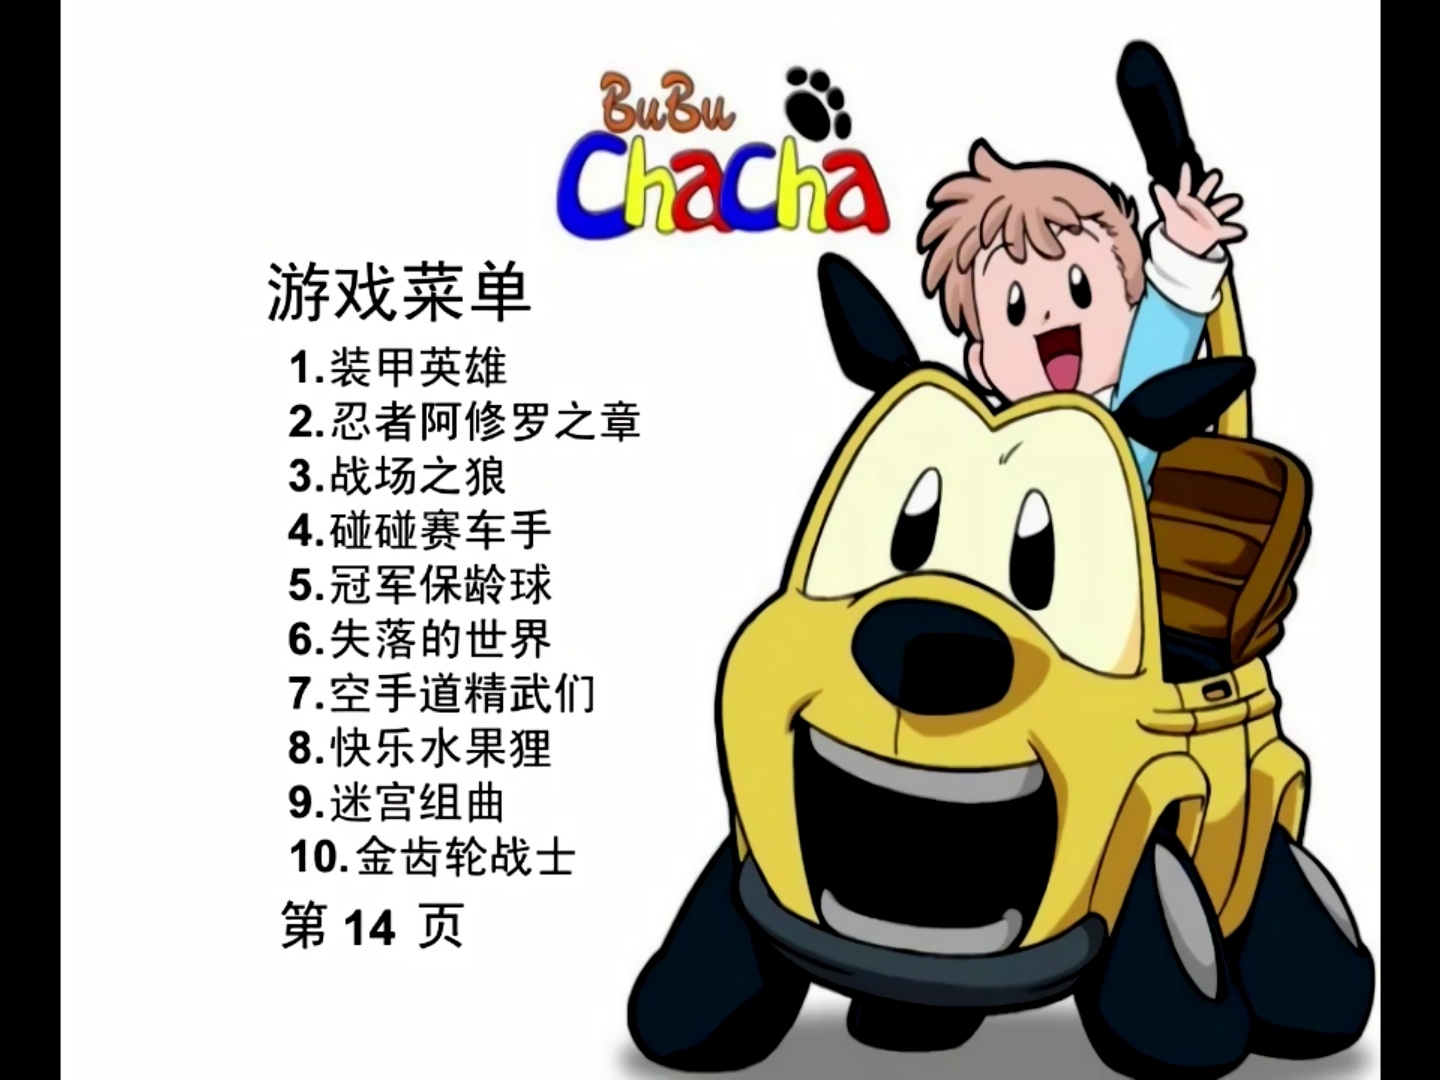 BuBu
ChaCha
游戏菜单
1.装甲英雄
2.忍者阿修罗之章
3.战场之狼
4.碰碰赛车手
5.冠军保龄球
6.失落的世界
7.空手道精武们
8.快乐水果狸
9.迷宫组曲
10.金齿轮战士
第 14 页